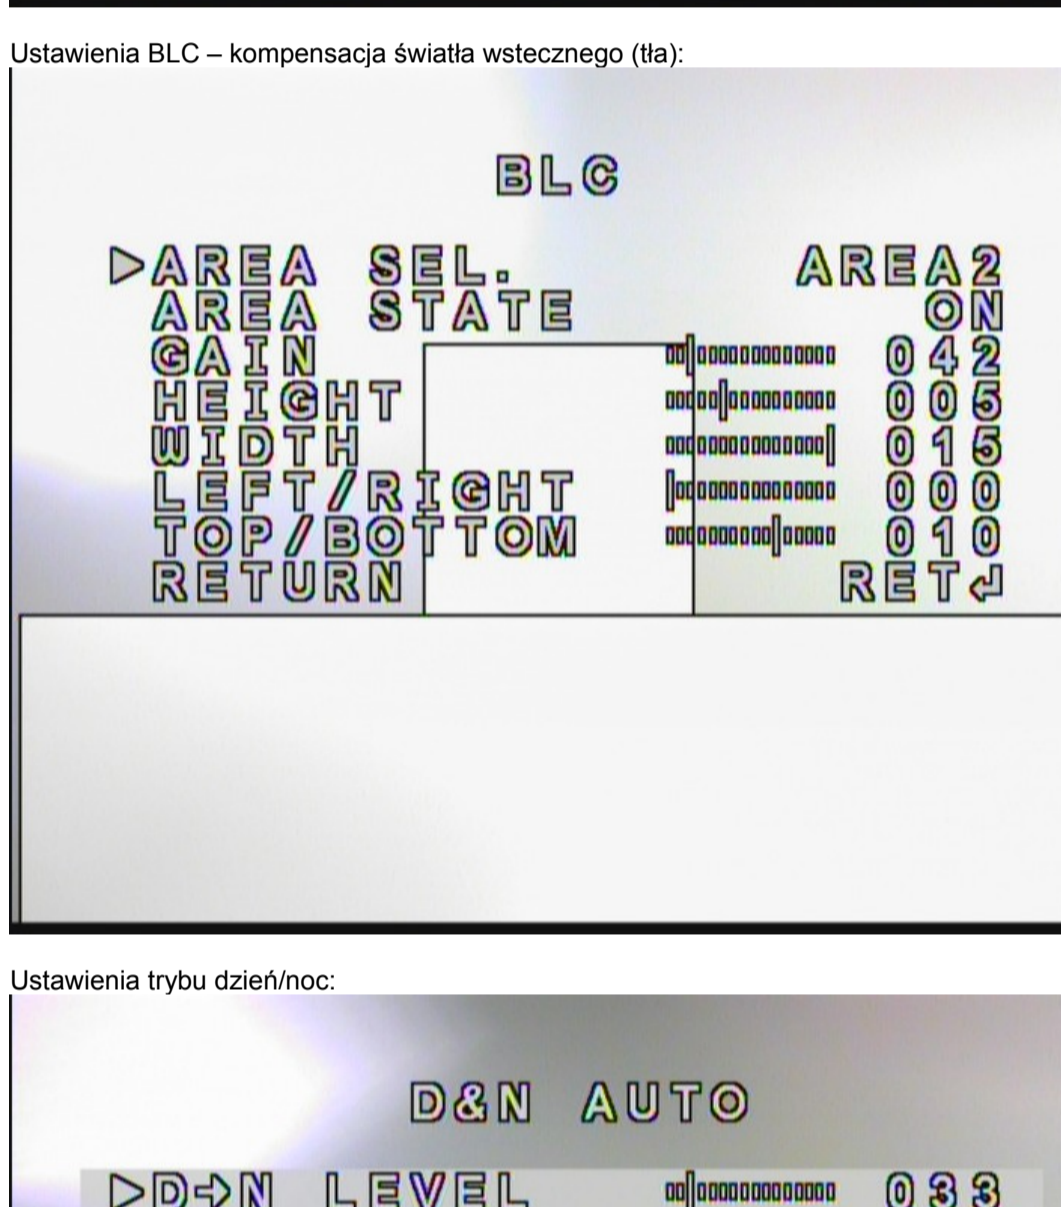 Ustawienia BLC – kompensacja światła wstecznego (tła):
BLC
▷AREA SEL. AREA2
AREA STATE ON
GAIN 042
HEIGHT 005
WIDTH 015
LEFT/RIGHT 000
TOP/BOTTOM 010
RETURN RET↲
Ustawienia trybu dzień/noc:
D&N AUTO
▷D⇨N LEVEL 033